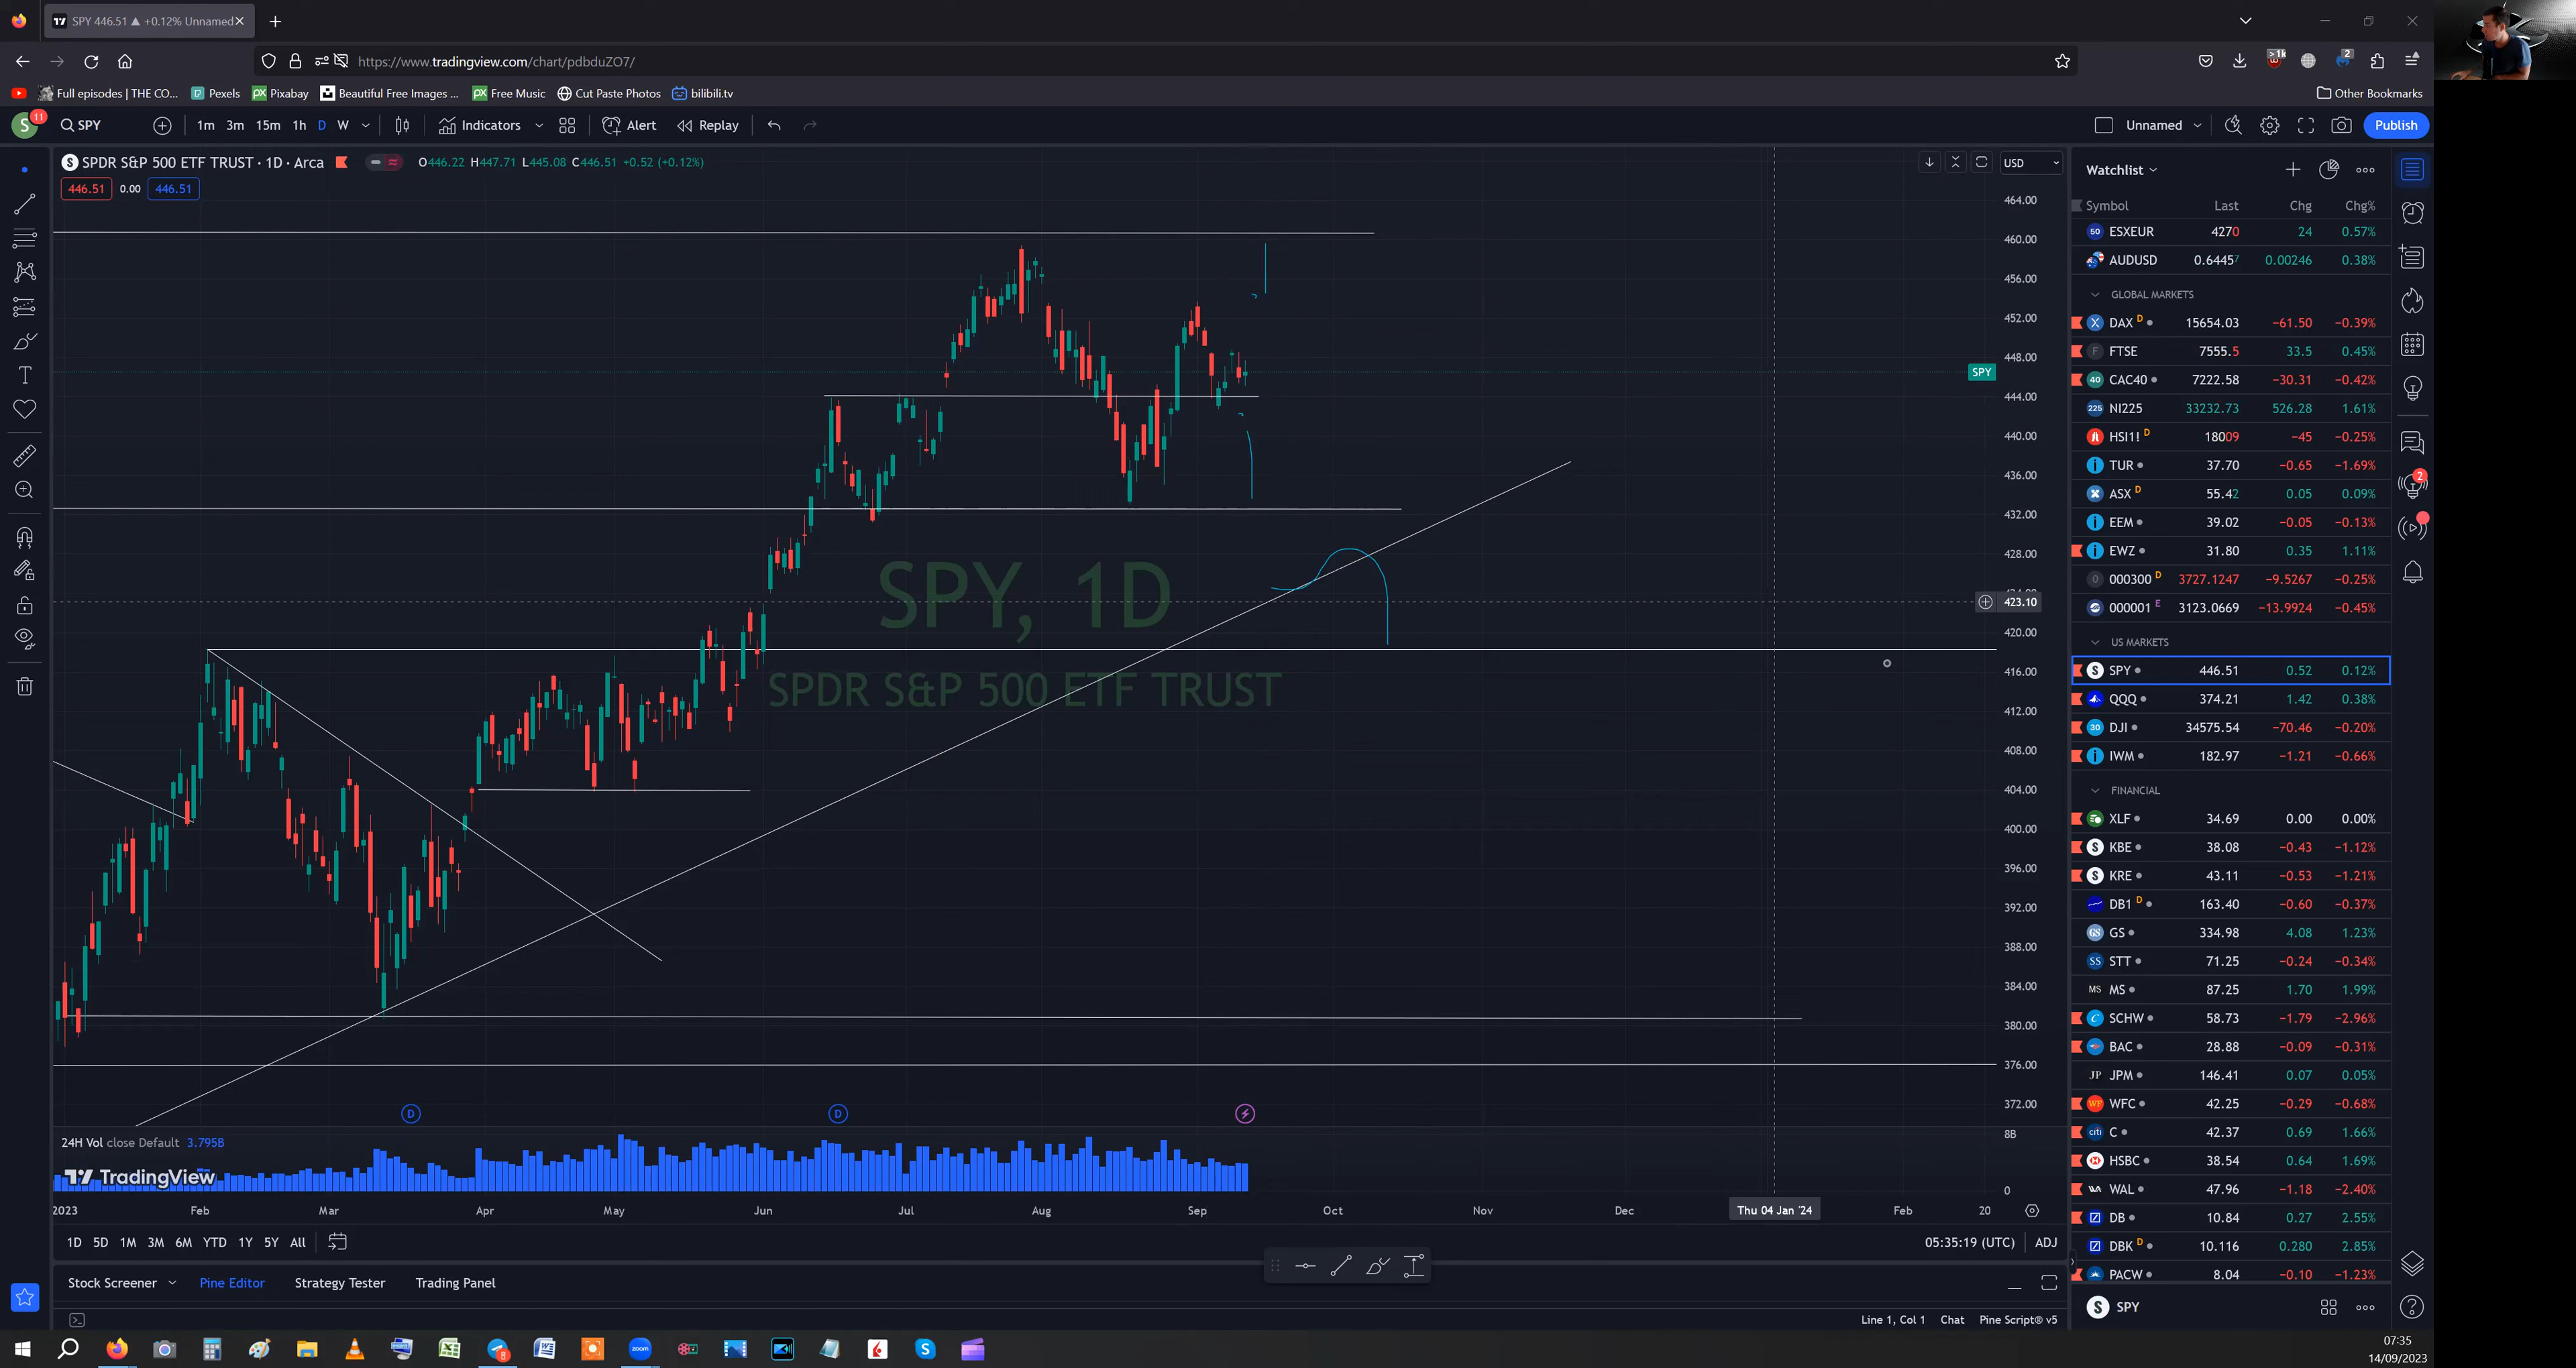 SPY 446.51 ▲ +0.12% Unnamed
https://www.tradingview.com/chart/pdbduZO7/
>1k
2
Full episodes | THE CO... Pexels Pixabay Beautiful Free Images ... Free Music Cut Paste Photos bilibili.tv Other Bookmarks
S 11 SPY 1m 3m 15m 1h D W Indicators Alert Replay Unnamed Publish
SPDR S&P 500 ETF TRUST · 1D · Arca O446.22 H447.71 L445.08 C446.51 +0.52 (+0.12%) USD
446.51 0.00 446.51
464.00
460.00
456.00
452.00
448.00
SPY
444.00
440.00
436.00
432.00
428.00
423.10
420.00
416.00
412.00
408.00
404.00
400.00
396.00
392.00
388.00
384.00
380.00
376.00
372.00
SPY, 1D
SPDR S&P 500 ETF TRUST
D D
24H Vol close Default 3.795B
8B
0
TradingView
2023 Feb Mar Apr May Jun Jul Aug Sep Oct Nov Dec Thu 04 Jan '24 Feb 20
1D 5D 1M 3M 6M YTD 1Y 5Y All 05:35:19 (UTC) ADJ
Stock Screener Pine Editor Strategy Tester Trading Panel
Line 1, Col 1 Chat Pine Script® v5
Watchlist
Symbol Last Chg Chg%
50 ESXEUR 4270 24 0.57%
AUDUSD 0.64457 0.00246 0.38%
GLOBAL MARKETS
DAX D 15654.03 −61.50 −0.39%
F FTSE 7555.5 33.5 0.45%
40 CAC40 7222.58 −30.31 −0.42%
225 NI225 33232.73 526.28 1.61%
HSI1! D 18009 −45 −0.25%
TUR 37.70 −0.65 −1.69%
ASX D 55.42 0.05 0.09%
EEM 39.02 −0.05 −0.13%
EWZ 31.80 0.35 1.11%
000300 D 3727.1247 −9.5267 −0.25%
000001 E 3123.0669 −13.9924 −0.45%
US MARKETS
S SPY 446.51 0.52 0.12%
QQQ 374.21 1.42 0.38%
30 DJI 34575.54 −70.46 −0.20%
IWM 182.97 −1.21 −0.66%
FINANCIAL
XLF 34.69 0.00 0.00%
S KBE 38.08 −0.43 −1.12%
S KRE 43.11 −0.53 −1.21%
DB1 D 163.40 −0.60 −0.37%
GS GS 334.98 4.08 1.23%
SS STT 71.25 −0.24 −0.34%
MS MS 87.25 1.70 1.99%
SCHW 58.73 −1.79 −2.96%
BAC 28.88 −0.09 −0.31%
JP JPM 146.41 0.07 0.05%
WF WFC 42.25 −0.29 −0.68%
citi C 42.37 0.69 1.66%
HSBC 38.54 0.64 1.69%
WAL 47.96 −1.18 −2.40%
DB 10.84 0.27 2.55%
DBK D 10.116 0.280 2.85%
PACW 8.04 −0.10 −1.23%
S SPY
2
8
zoom
07:35
14/09/2023